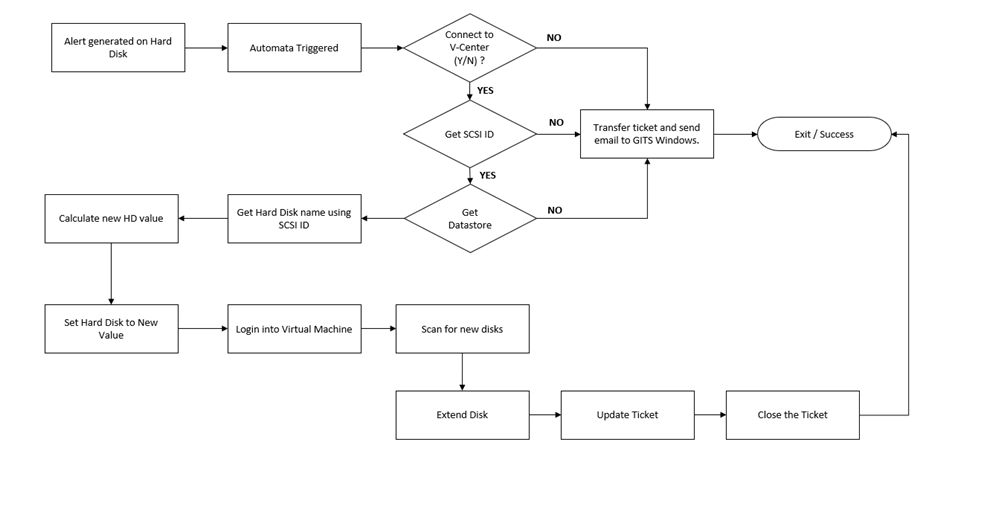 Alert generated on Hard
Disk
Automata Triggered
Connect to
V-Center
(Y/N) ?
NO
YES
Get SCSI ID
NO
Transfer ticket and send
email to GITS Windows.
Exit / Success
YES
Get
Datastore
NO
Get Hard Disk name using
SCSI ID
Calculate new HD value
Set Hard Disk to New
Value
Login into Virtual Machine
Scan for new disks
Extend Disk
Update Ticket
Close the Ticket